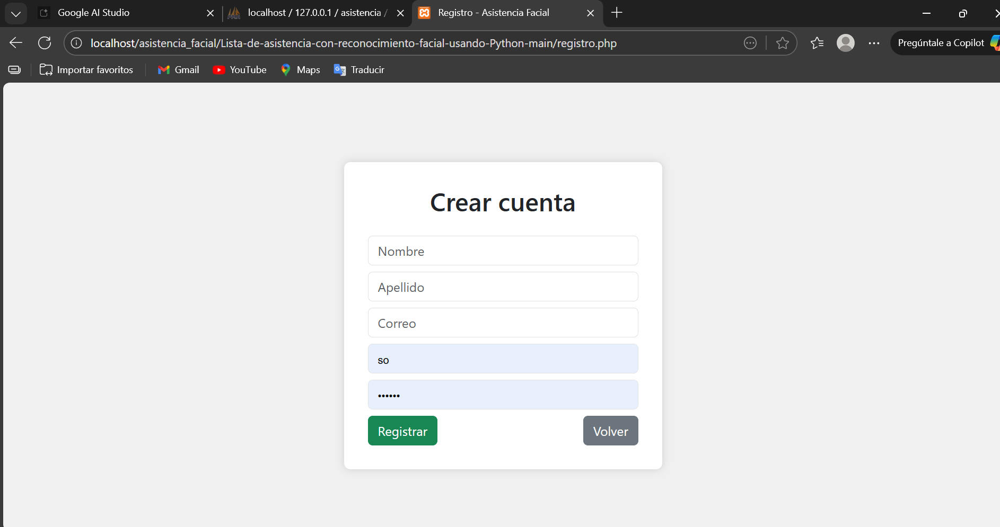 Google AI Studio
localhost / 127.0.0.1 / asistencia /
Registro - Asistencia Facial
localhost/asistencia_facial/Lista-de-asistencia-con-reconocimiento-facial-usando-Python-main/registro.php
Pregúntale a Copilot
Importar favoritos
Gmail
YouTube
Maps
Traducir
Crear cuenta
Nombre
Apellido
Correo
so
••••••
Registrar
Volver